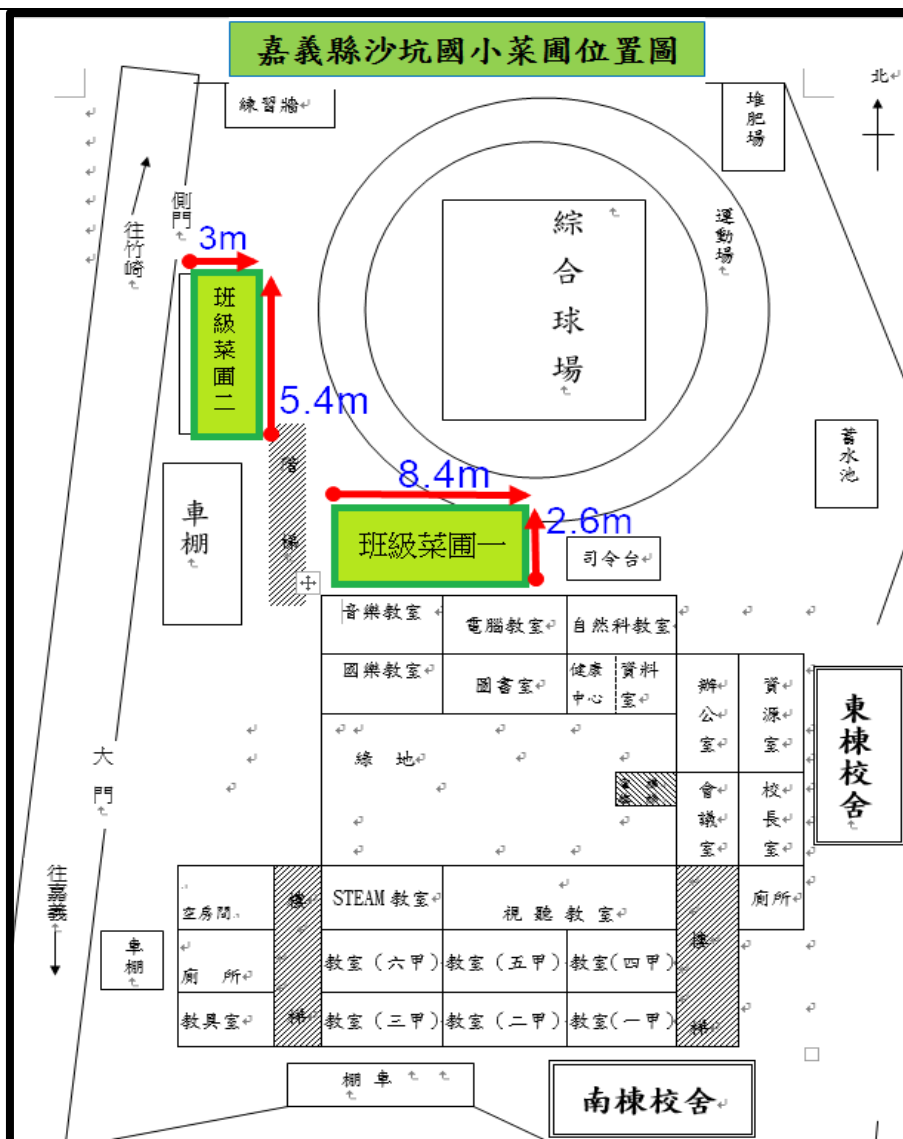 嘉義縣沙坑國小菜圃位置圖
北
練習牆
堆肥場
側門
往竹崎
運動場
3m
綜合球場
班級菜圃二
5.4m
階梯
8.4m
蓄水池
車棚
2.6m
班級菜圃一
司令台
音樂教室
電腦教室
自然科教室
國樂教室
圖書室
健康中心
資料室
辦公室
資源室
東棟校舍
綠地
大門
會議室
校長室
往嘉義
空房間
樓梯
STEAM 教室
視聽教室
樓梯
廁所
車棚
廁所
教室（六甲）
教室（五甲）
教室(四甲）
教具室
教室（三甲）
教室（二甲）
教室(一甲）
棚車
南棟校舍